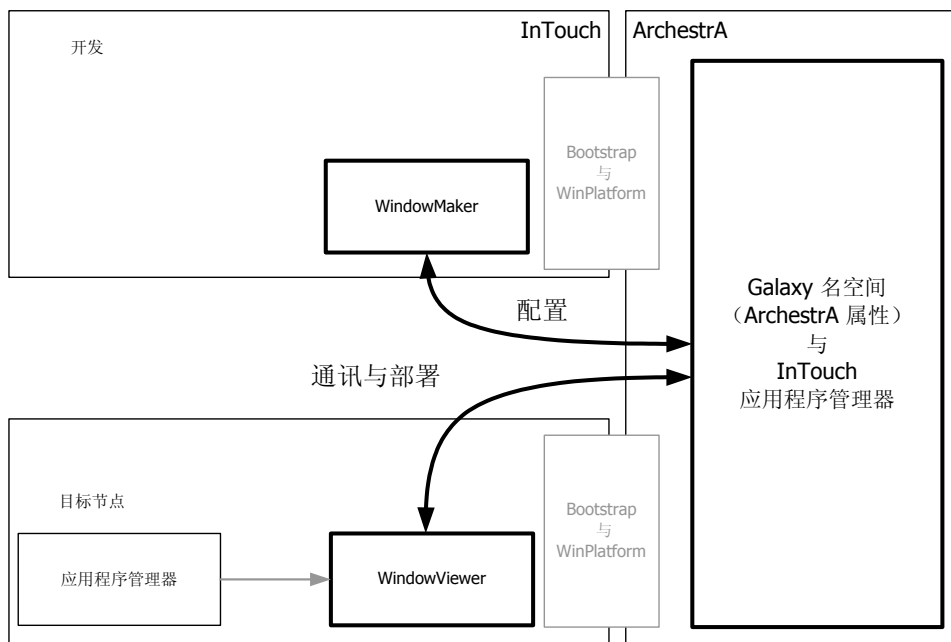 InTouch
ArchestrA
开发
Bootstrap
与
WinPlatform
WindowMaker
配置
Galaxy 名空间
（ArchestrA 属性）
与
InTouch
应用程序管理器
通讯与部署
目标节点
Bootstrap
与
WinPlatform
应用程序管理器
WindowViewer